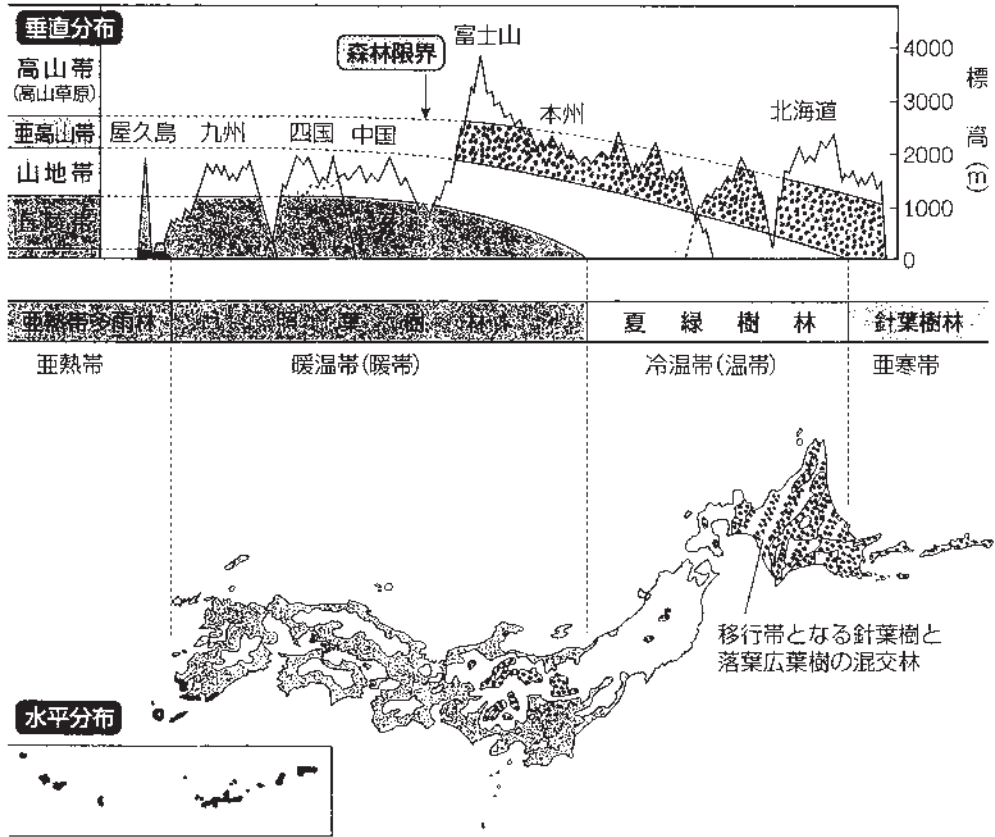 垂直分布
富士山
森林限界
高山帯
(高山草原)
亜高山帯
屋久島
九州
四国
中国
本州
北海道
山地帯
4000
3000
2000
1000
0
標高(m)
亜熱帯多雨林
照葉樹林
夏緑樹林
針葉樹林
亜熱帯
暖温帯(暖帯)
冷温帯(温帯)
亜寒帯
移行帯となる針葉樹と
落葉広葉樹の混交林
水平分布